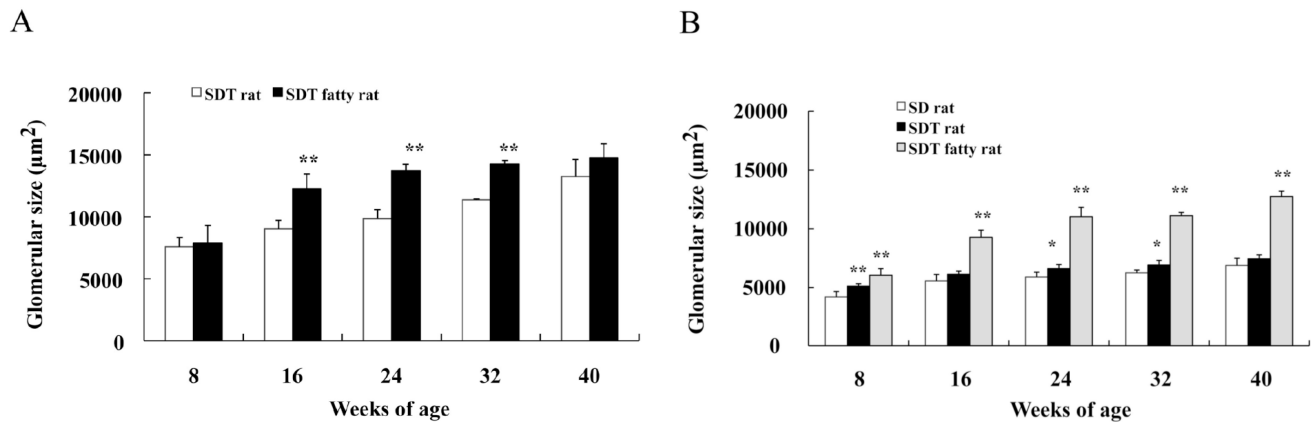 A
SDT rat SDT fatty rat
Glomerular size (μm²)
20000
15000
10000
5000
0
** ** **
8 16 24 32 40
Weeks of age
B
SD rat
SDT rat
SDT fatty rat
Glomerular size (μm²)
20000
15000
10000
5000
0
** ** ** * ** * ** **
8 16 24 32 40
Weeks of age